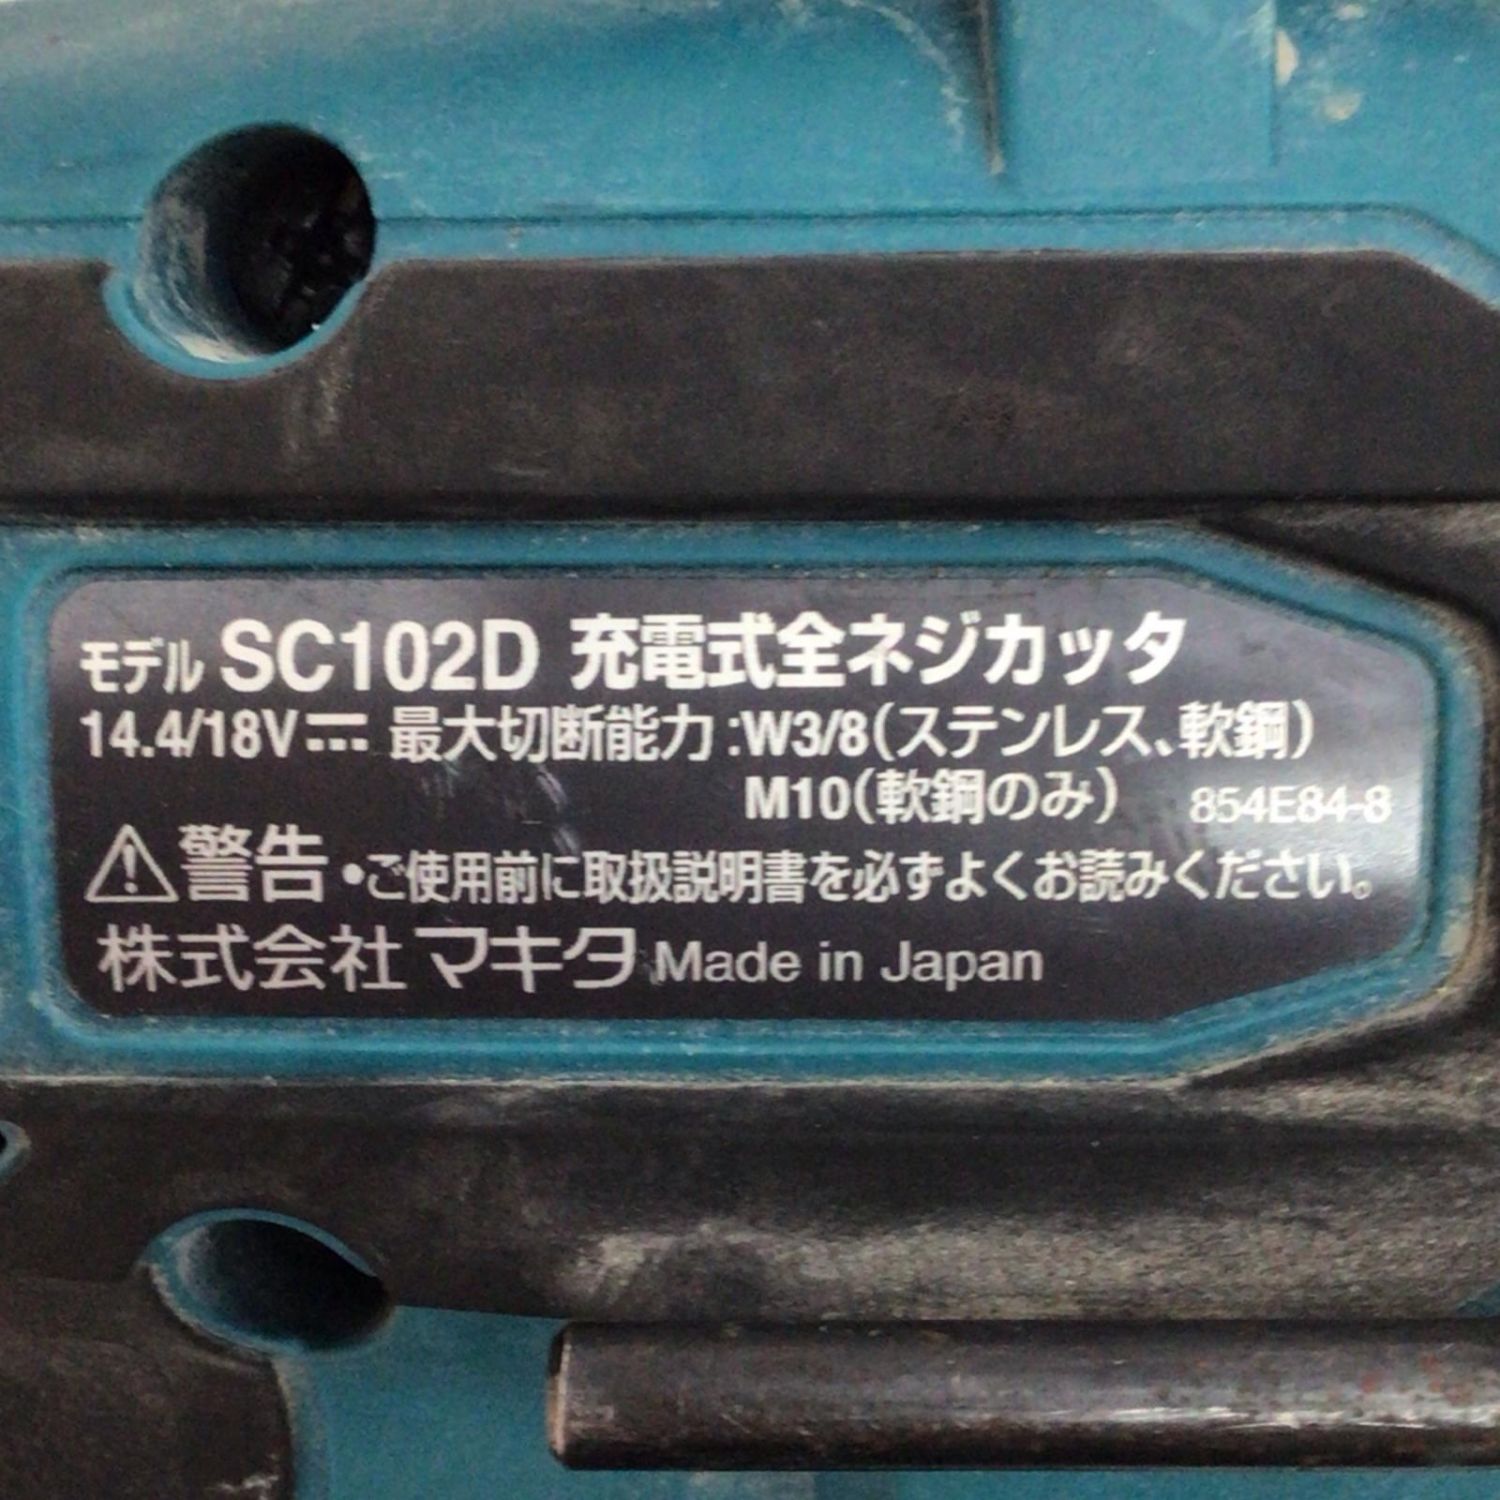 モデル SC102D 充電式全ネジカッタ
14.4/18V⎓ 最大切断能力:W3/8(ステンレス、軟鋼)
M10(軟鋼のみ) 854E84-8
⚠警告 •ご使用前に取扱説明書を必ずよくお読みください。
株式会社マキタ Made in Japan